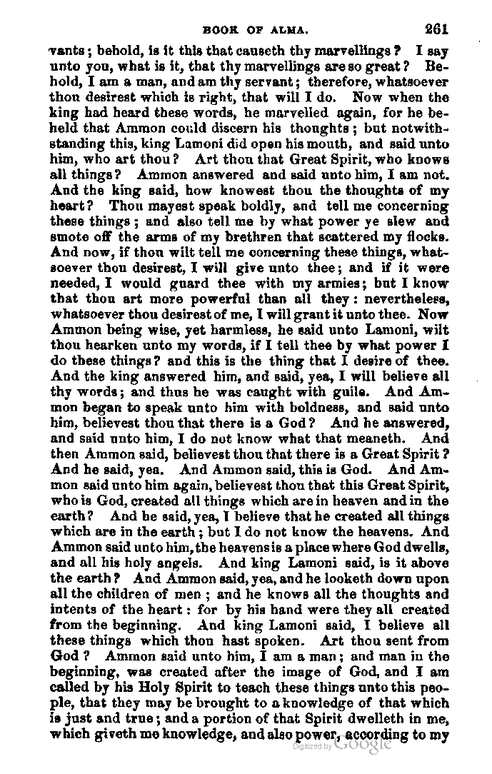 BOOK OF ALMA. 261
vants; behold, is it this that causeth thy marvellings? I say
unto you, what is it, that thy marvellings are so great? Be-
hold, I am a man, and am thy servant; therefore, whatsoever
thou desirest which is right, that will I do. Now when the
king had heard these words, he marvelled again, for he be-
held that Ammon could discern his thoughts; but notwith-
standing this, king Lamoni did open his mouth, and said unto
him, who art thou? Art thou that Great Spirit, who knows
all things? Ammon answered and said unto him, I am not.
And the king said, how knowest thou the thoughts of my
heart? Thou mayest speak boldly, and tell me concerning
these things; and also tell me by what power ye slew and
smote off the arms of my brethren that scattered my flocks.
And now, if thou wilt tell me concerning these things, what-
soever thou desirest, I will give unto thee; and if it were
needed, I would guard thee with my armies; but I know
that thou art more powerful than all they: nevertheless,
whatsoever thou desirest of me, I will grant it unto thee. Now
Ammon being wise, yet harmless, he said unto Lamoni, wilt
thou hearken unto my words, if I tell thee by what power I
do these things? and this is the thing that I desire of thee.
And the king answered him, and said, yea, I will believe all
thy words; and thus he was caught with guile. And Am-
mon began to speak unto him with boldness, and said unto
him, believest thou that there is a God? And he answered,
and said unto him, I do not know what that meaneth. And
then Ammon said, believest thou that there is a Great Spirit?
And he said, yea. And Ammon said, this is God. And Am-
mon said unto him again, believest thou that this Great Spirit,
who is God, created all things which are in heaven and in the
earth? And he said, yea, I believe that he created all things
which are in the earth; but I do not know the heavens. And
Ammon said unto him, the heavens is a place where God dwells,
and all his holy angels. And king Lamoni said, is it above
the earth? And Ammon said, yea, and he looketh down upon
all the children of men; and he knows all the thoughts and
intents of the heart: for by his hand were they all created
from the beginning. And king Lamoni said, I believe all
these things which thou hast spoken. Art thou sent from
God? Ammon said unto him, I am a man; and man in the
beginning, was created after the image of God, and I am
called by his Holy Spirit to teach these things unto this peo-
ple, that they may be brought to a knowledge of that which
is just and true; and a portion of that Spirit dwelleth in me,
which giveth me knowledge, and also power, according to my
Digitized by Google